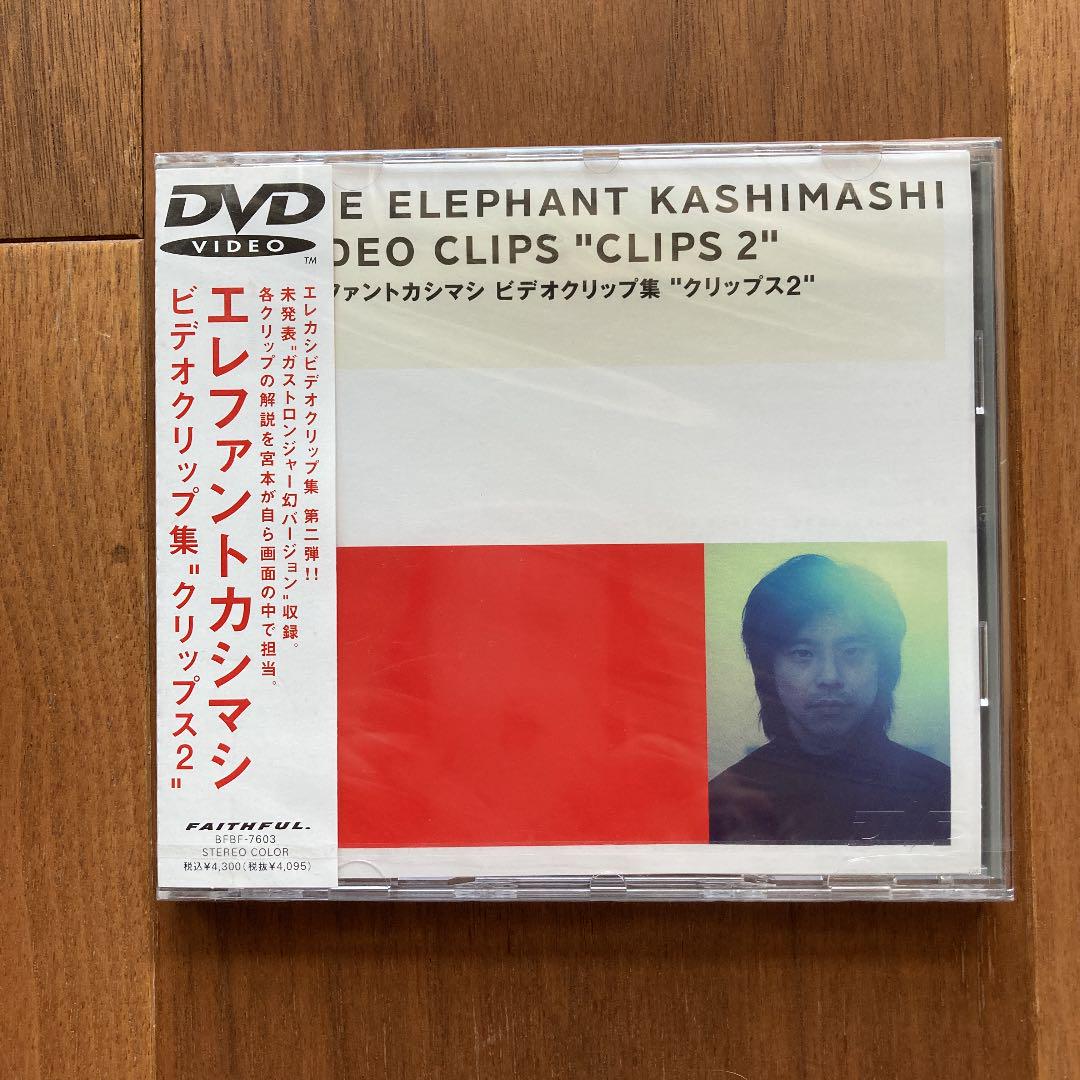 DVD
VIDEO
TM
エレカシビデオクリップ集 第二弾!!
未発表"ガストロンジャー幻バージョン"収録。
各クリップの解説を宮本が自ら画面の中で担当。
エレファントカシマシ
ビデオクリップ集"クリップス2"
FAITHFUL.
BFBF-7603
STEREO COLOR
税込¥4,300(税抜¥4,095)
E ELEPHANT KASHIMASHI
DEO CLIPS "CLIPS 2"
ファントカシマシ ビデオクリップ集 "クリップス2"